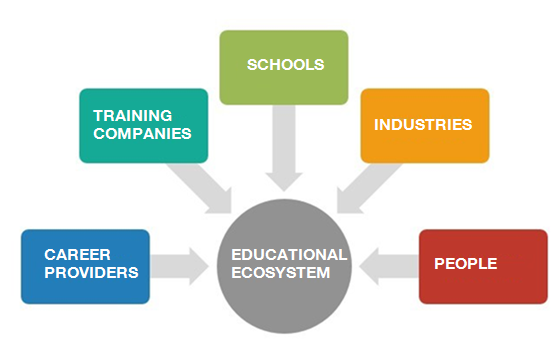 SCHOOLS
TRAINING
COMPANIES
INDUSTRIES
CAREER
PROVIDERS
EDUCATIONAL
ECOSYSTEM
PEOPLE